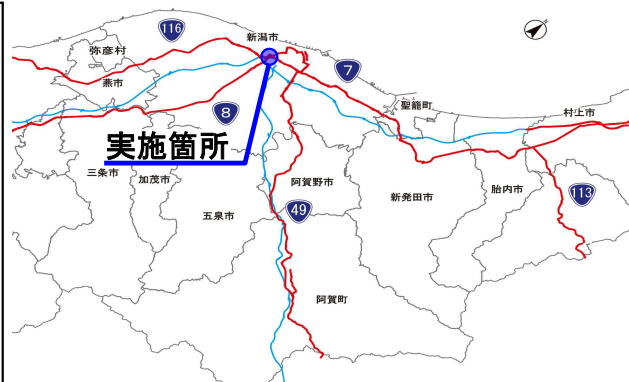 116
新潟市
弥彦村
7
燕市
8
聖籠町
村上市
実施箇所
三条市
加茂市
阿賀野市
新発田市
胎内市
113
五泉市
49
阿賀町